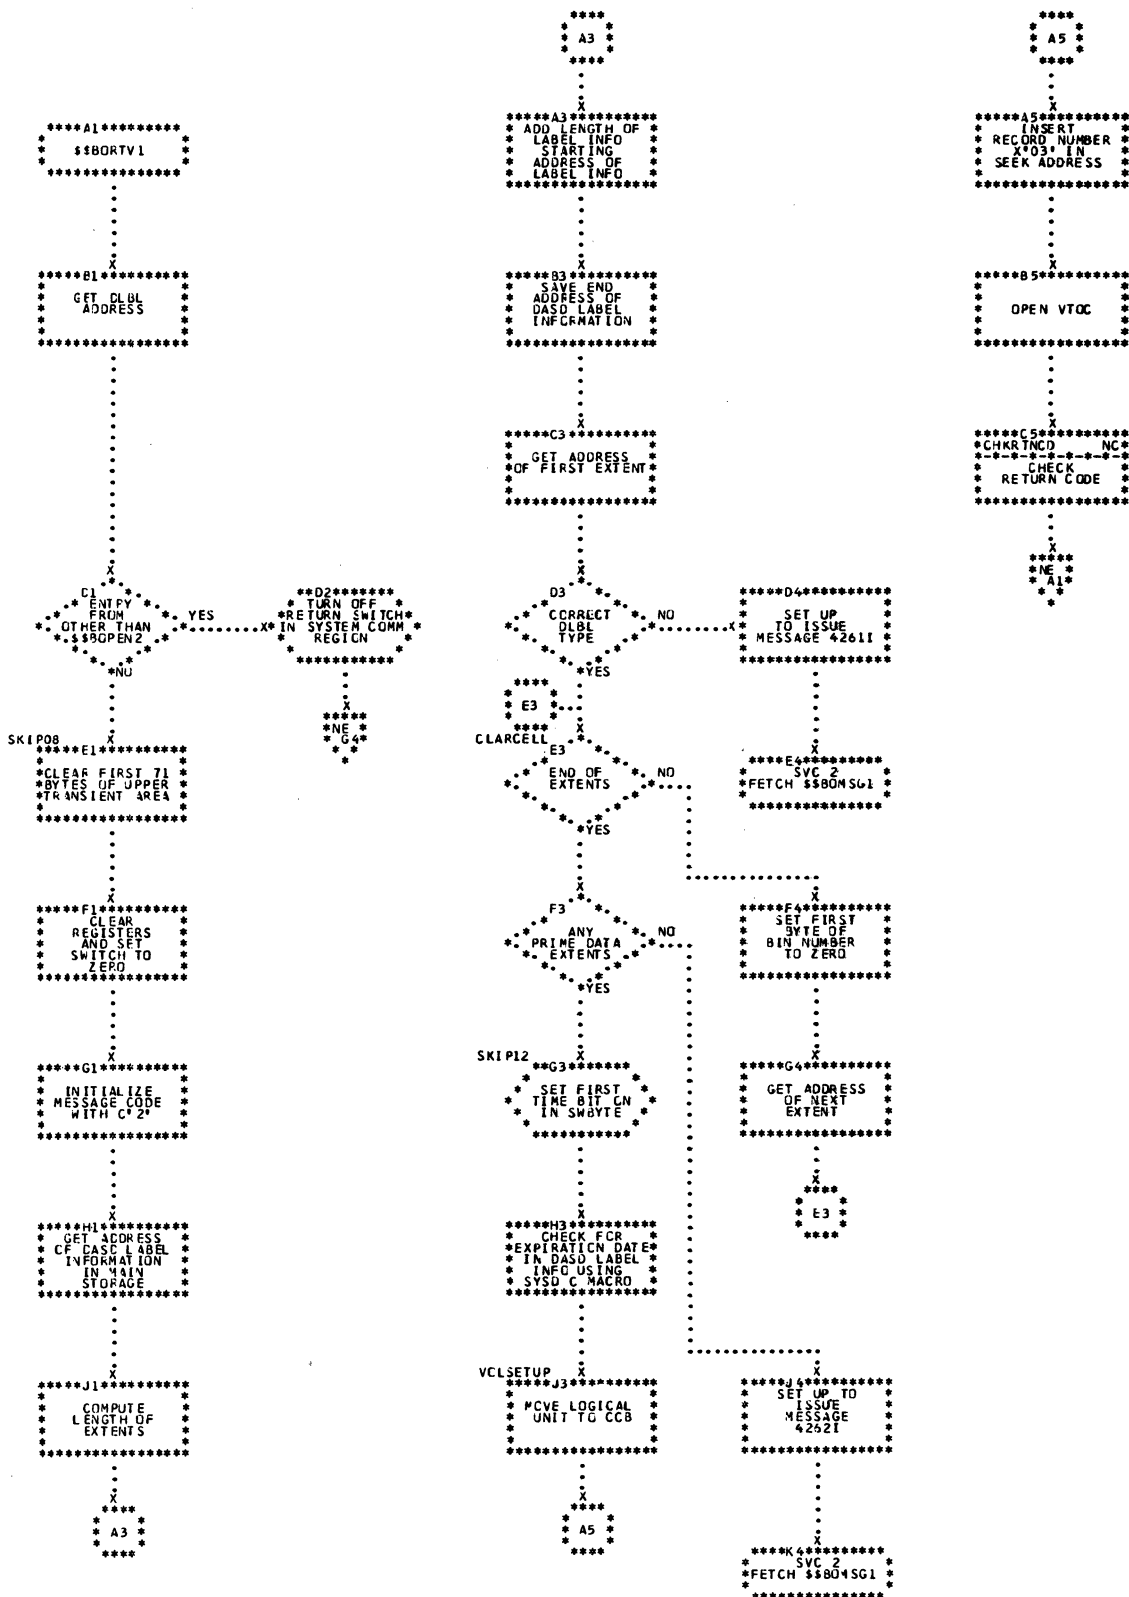 A1
$$BORTV1
B1
GET DLBL
ADDRESS
C1
ENTRY
FROM
OTHER THAN
$$BOPEN2
YES
NO
D2
TURN OFF
RETURN SWITCH
IN SYSTEM COMM
REGION
NE
G4
SKIP08
E1
CLEAR FIRST 71
BYTES OF UPPER
TRANSIENT AREA
F1
CLEAR
REGISTERS
AND SET
SWITCH TO
ZERO
G1
INITIALIZE
MESSAGE CODE
WITH C'2'
H1
GET ADDRESS
OF DASD LABEL
INFORMATION
IN MAIN
STORAGE
J1
COMPUTE
LENGTH OF
EXTENTS
A3
A3
A3
ADD LENGTH OF
LABEL INFO
STARTING
ADDRESS OF
LABEL INFO
B3
SAVE END
ADDRESS OF
DASD LABEL
INFORMATION
C3
GET ADDRESS
OF FIRST EXTENT
D3
CORRECT
DLBL
TYPE
NO
YES
D4
SET UP
TO ISSUE
MESSAGE 4261I
E4
SVC 2
FETCH $$BOMSG1
E3
CLARCELL
E3
END OF
EXTENTS
NO
YES
F4
SET FIRST
BYTE OF
BIN NUMBER
TO ZERO
G4
GET ADDRESS
OF NEXT
EXTENT
E3
F3
ANY
PRIME DATA
EXTENTS
NO
YES
SKIP12
G3
SET FIRST
TIME BIT ON
IN SWBYTE
H3
CHECK FOR
EXPIRATION DATE
IN DASD LABEL
INFO USING
SYSD C MACRO
VCLSETUP
J3
MOVE LOGICAL
UNIT TO CCB
A5
J4
SET UP TO
ISSUE
MESSAGE
4262I
K4
SVC 2
FETCH $$BOMSG1
A5
A5
INSERT
RECORD NUMBER
X'03' IN
SEEK ADDRESS
B5
OPEN VTOC
C5
CHKRTNCD NC
CHECK
RETURN CODE
NE
A1